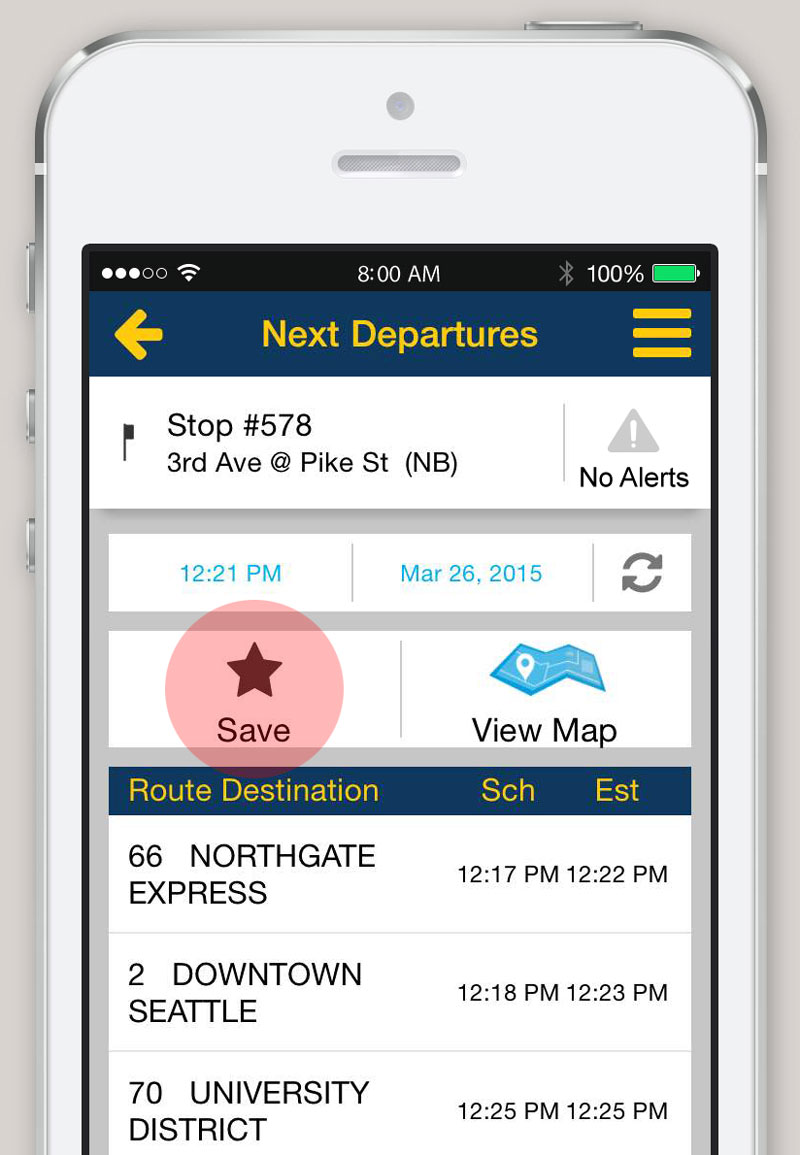 8:00 AM 100%
Next Departures
Stop #578
3rd Ave @ Pike St (NB)
No Alerts
12:21 PM Mar 26, 2015
Save View Map
Route Destination Sch Est
66 NORTHGATE
EXPRESS
12:17 PM 12:22 PM
2 DOWNTOWN
SEATTLE
12:18 PM 12:23 PM
70 UNIVERSITY
DISTRICT
12:25 PM 12:25 PM